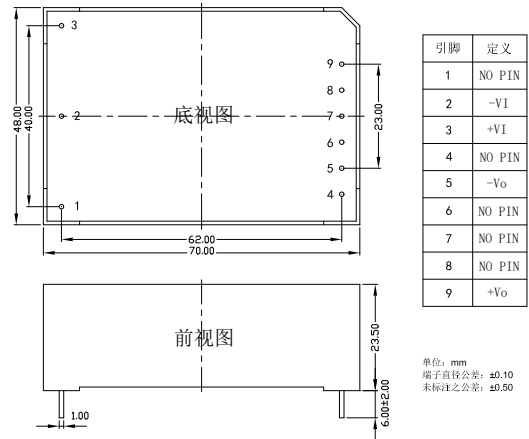 3
9
8
2
底视图
7
6
5
4
1
48.00
40.00
23.00
62.00
70.00
前视图
23.50
6.00±2.00
1.00
引脚 定义
1 NO PIN
2 -VI
3 +VI
4 NO PIN
5 -Vo
6 NO PIN
7 NO PIN
8 NO PIN
9 +Vo
单位：mm
端子直径公差：±0.10
未标注之公差：±0.50